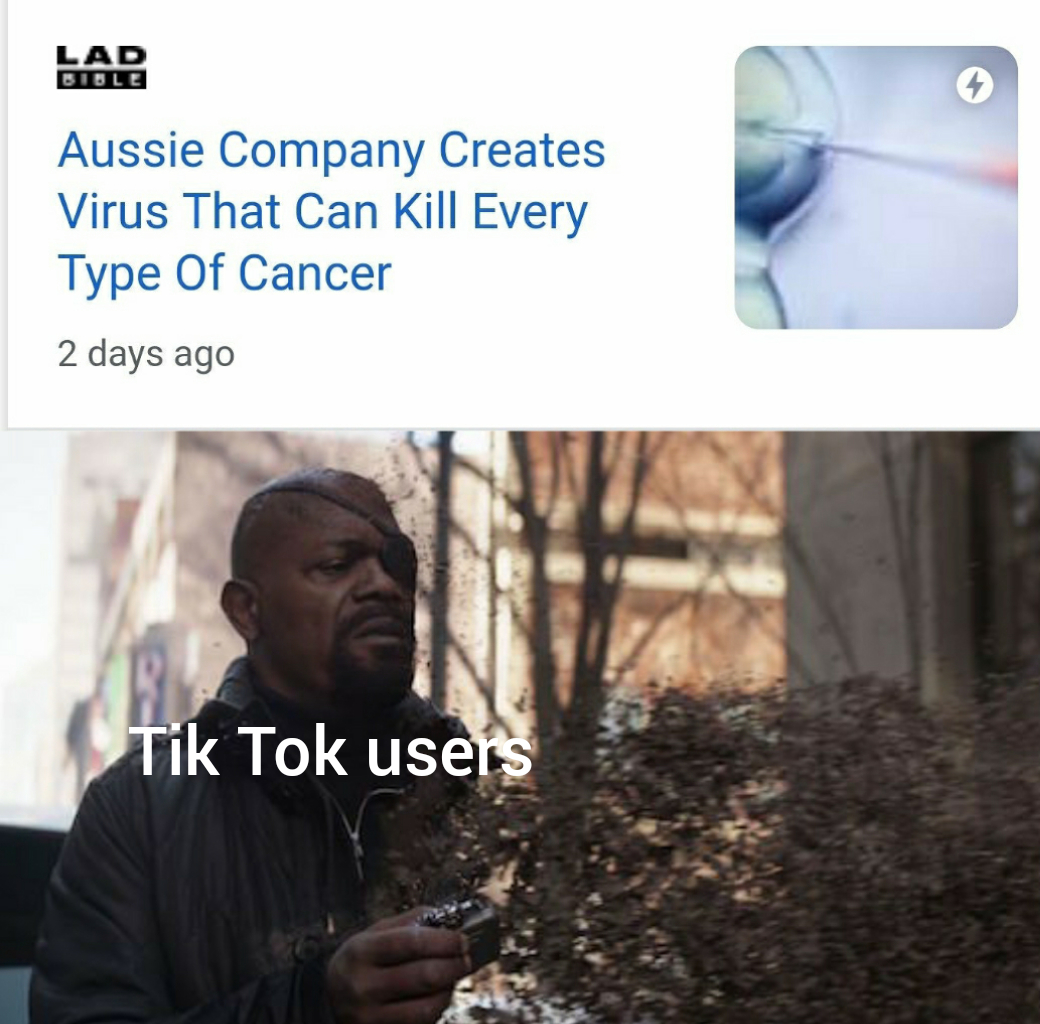 LAD
BIBLE
Aussie Company Creates
Virus That Can Kill Every
Type Of Cancer
2 days ago
Tik Tok users